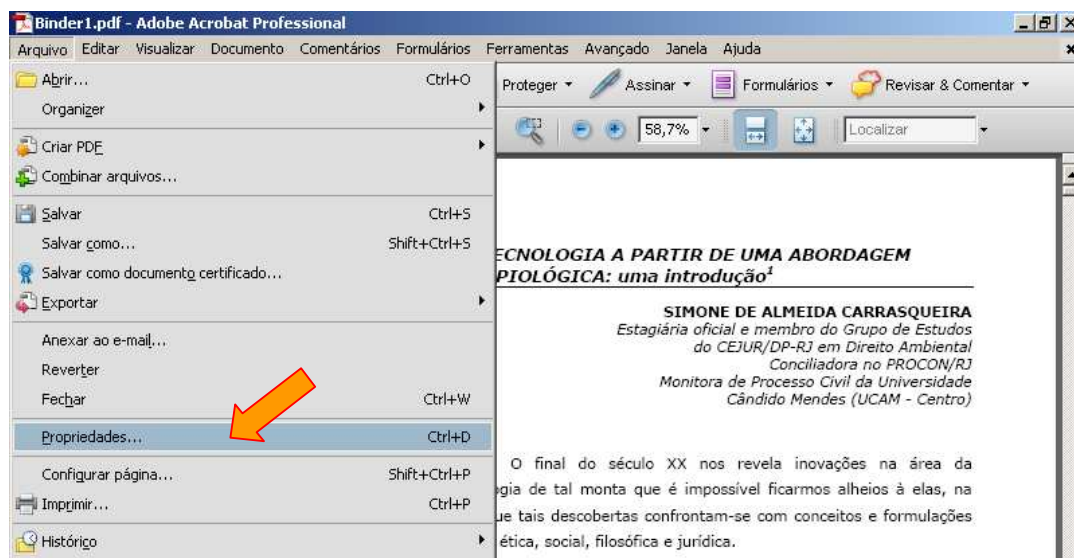 Binder1.pdf - Adobe Acrobat Professional
Arquivo Editar Visualizar Documento Comentários Formulários Ferramentas Avançado Janela Ajuda
Abrir... Ctrl+O
Organizer
Criar PDF
Combinar arquivos...
Salvar Ctrl+S
Salvar como... Shift+Ctrl+S
Salvar como documento certificado...
Exportar
Anexar ao e-mail...
Reverter
Fechar Ctrl+W
Propriedades... Ctrl+D
Configurar página... Shift+Ctrl+P
Imprimir... Ctrl+P
Histórico
Proteger Assinar Formulários Revisar & Comentar
58,7% Localizar
ECNOLOGIA A PARTIR DE UMA ABORDAGEM
PIOLÓGICA: uma introdução¹
SIMONE DE ALMEIDA CARRASQUEIRA
Estagiária oficial e membro do Grupo de Estudos
do CEJUR/DP-RJ em Direito Ambiental
Conciliadora no PROCON/RJ
Monitora de Processo Civil da Universidade
Cândido Mendes (UCAM - Centro)
O final do século XX nos revela inovações na área da
ogia de tal monta que é impossível ficarmos alheios à elas, na
ue tais descobertas confrontam-se com conceitos e formulações
ética, social, filosófica e jurídica.